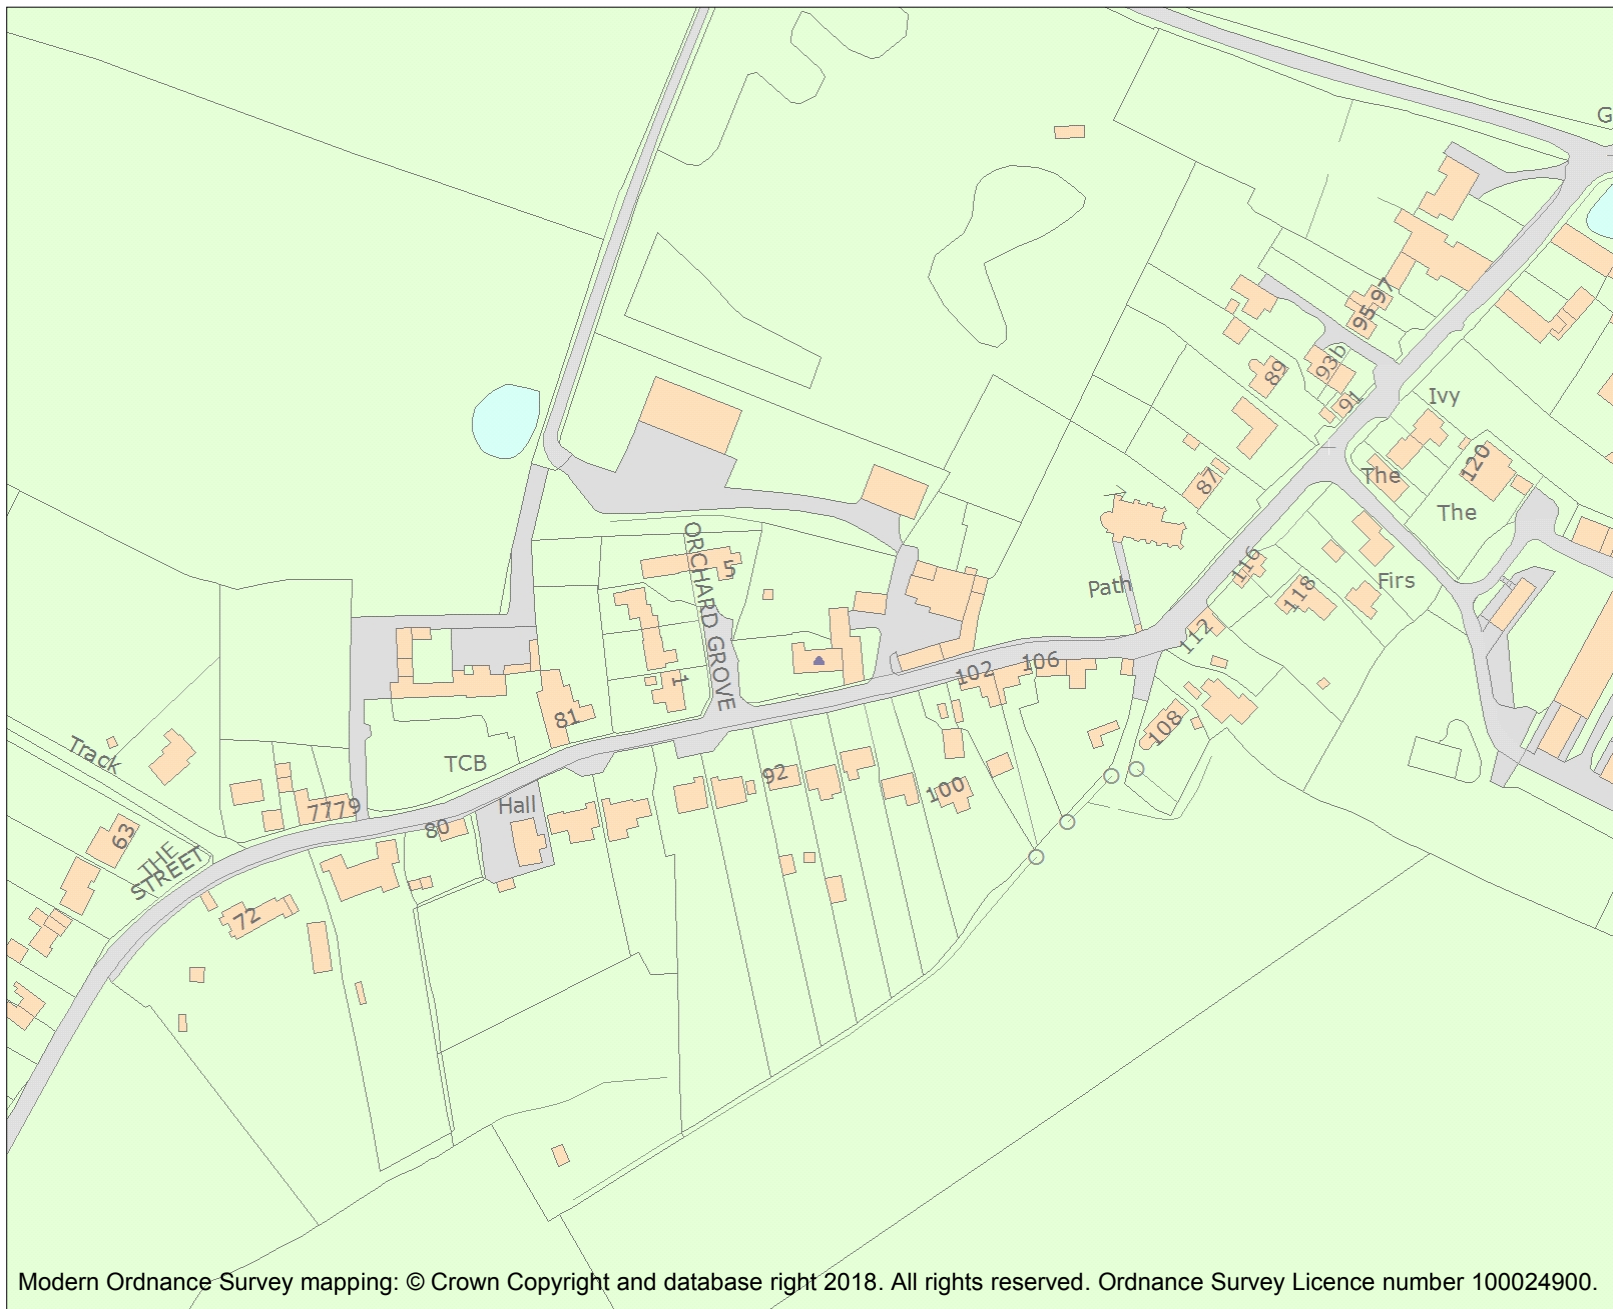 G
97
95
93b
89
91
Ivy
120
The
87
The
ORCHARD GROVE
5
116
Firs
Path
118
112
106
102
1
81
108
Track
TCB
92
100
Hall
7779
80
63
THE
STREET
72
Modern Ordnance Survey mapping: © Crown Copyright and database right 2018. All rights reserved. Ordnance Survey Licence number 100024900.